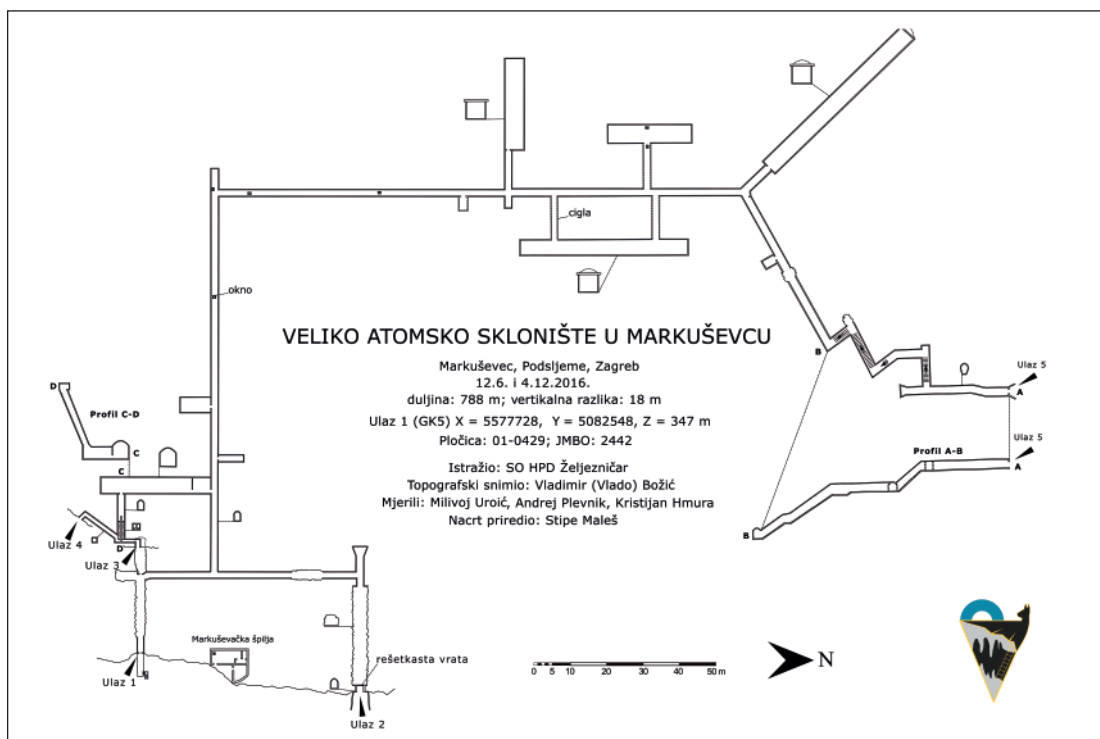 cigla
okno
VELIKO ATOMSKO SKLONIŠTE U MARKUŠEVCU
Markuševec, Podsljeme, Zagreb
12.6. i 4.12.2016.
duljina: 788 m; vertikalna razlika: 18 m
Ulaz 1 (GK5) X = 5577728, Y = 5082548, Z = 347 m
Pločica: 01-0429; JMBO: 2442
Istražio: SO HPD Željezničar
Topografski snimio: Vladimir (Vlado) Božić
Mjerili: Milivoj Uroić, Andrej Plevnik, Kristijan Hmura
Nacrt priredio: Stipe Maleš
B
Ulaz 5
A
Ulaz 5
Profil A-B
A
B
D
Profil C-D
C
C
Ulaz 4
D
Ulaz 3
Markuševačka špilja
Ulaz 1
rešetkasta vrata
Ulaz 2
0 5 10 20 30 40 50 m
N